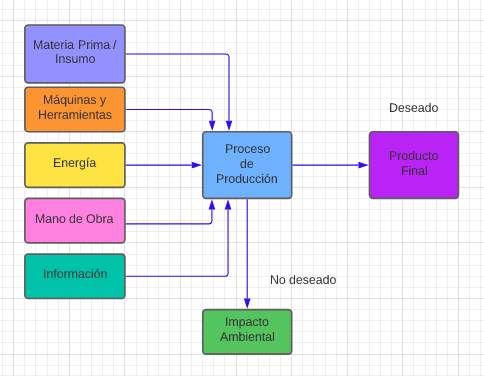 Materia Prima /
Insumo
Máquinas y
Herramientas
Energía
Mano de Obra
Información
Proceso
de
Producción
Deseado
Producto
Final
No deseado
Impacto
Ambiental